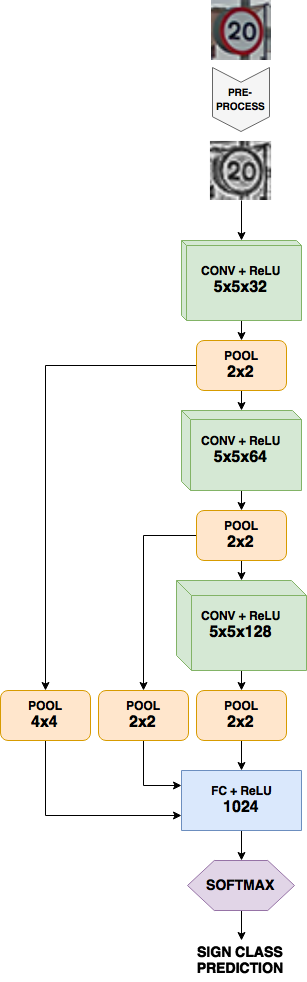 20
PRE-
PROCESS
20
CONV + ReLU
5x5x32
POOL
2x2
CONV + ReLU
5x5x64
POOL
2x2
CONV + ReLU
5x5x128
POOL
4x4
POOL
2x2
POOL
2x2
FC + ReLU
1024
SOFTMAX
SIGN CLASS
PREDICTION